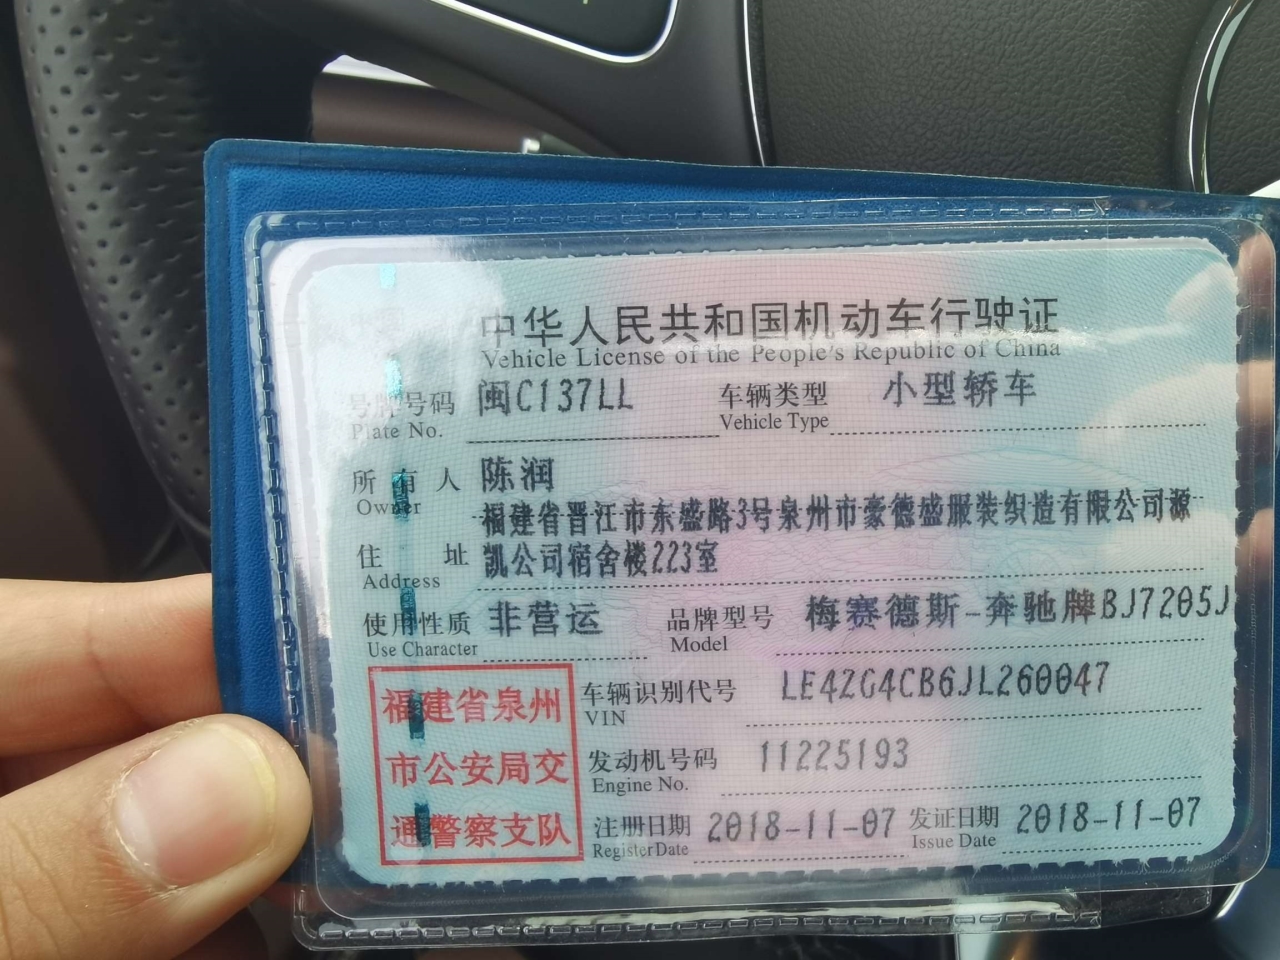 中华人民共和国机动车行驶证
Vehicle License of the People's Republic of China
号牌号码 闽C137LL 车辆类型 小型轿车
Plate No. Vehicle Type
所有人 陈润
Owner
福建省晋江市东盛路3号泉州市豪德盛服装织造有限公司源
住址 凯公司宿舍楼223室
Address
使用性质 非营运 品牌型号 梅赛德斯-奔驰牌BJ7205J
Use Character Model
车辆识别代号 LE4ZG4CB6JL260047
VIN
发动机号码 11225193
Engine No.
注册日期 2018-11-07 发证日期 2018-11-07
Register Date Issue Date
福建省泉州
市公安局交
通警察支队